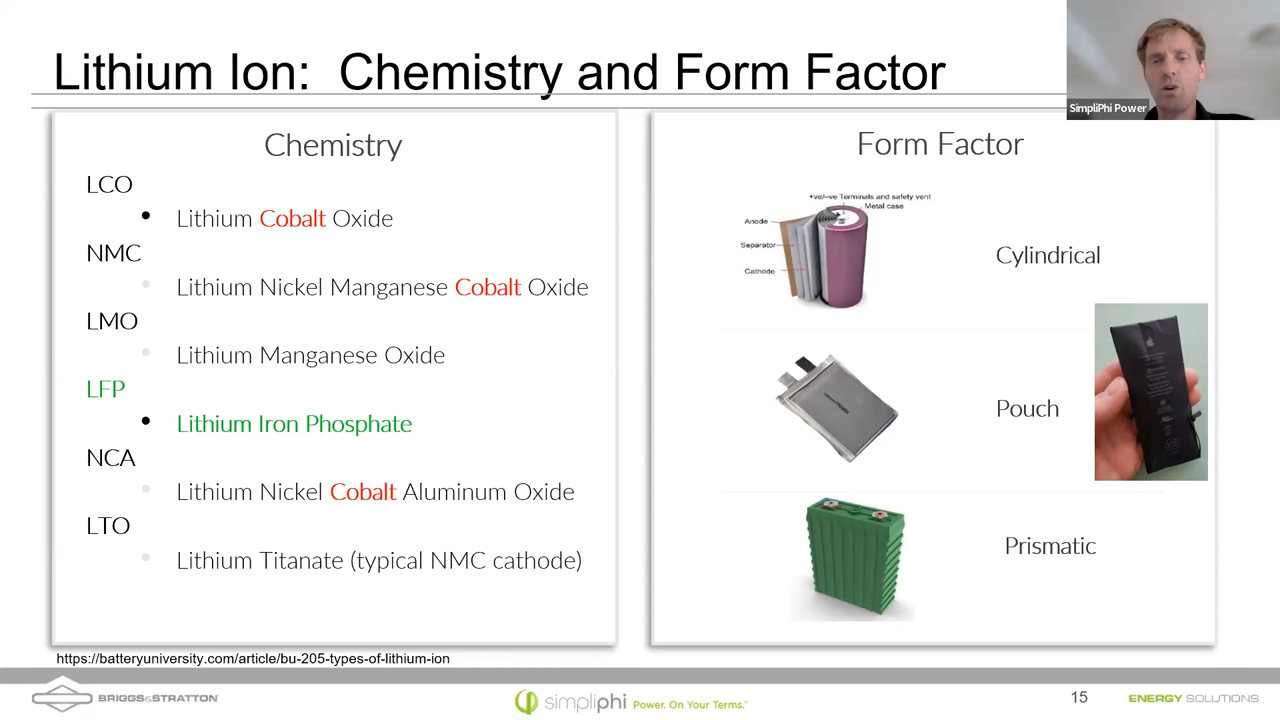 Lithium Ion: Chemistry and Form Factor
SimpliPhi Power
Chemistry
LCO
Lithium Cobalt Oxide
NMC
Lithium Nickel Manganese Cobalt Oxide
LMO
Lithium Manganese Oxide
LFP
Lithium Iron Phosphate
NCA
Lithium Nickel Cobalt Aluminum Oxide
LTO
Lithium Titanate (typical NMC cathode)
Form Factor
+ve/–ve Terminals and safety vent
Metal case
Anode
Separator
Cathode
Cylindrical
Pouch
Prismatic
https://batteryuniversity.com/article/bu-205-types-of-lithium-ion
BRIGGS&STRATTON
simpliphi Power. On Your Terms.™
15
ENERGY SOLUTIONS